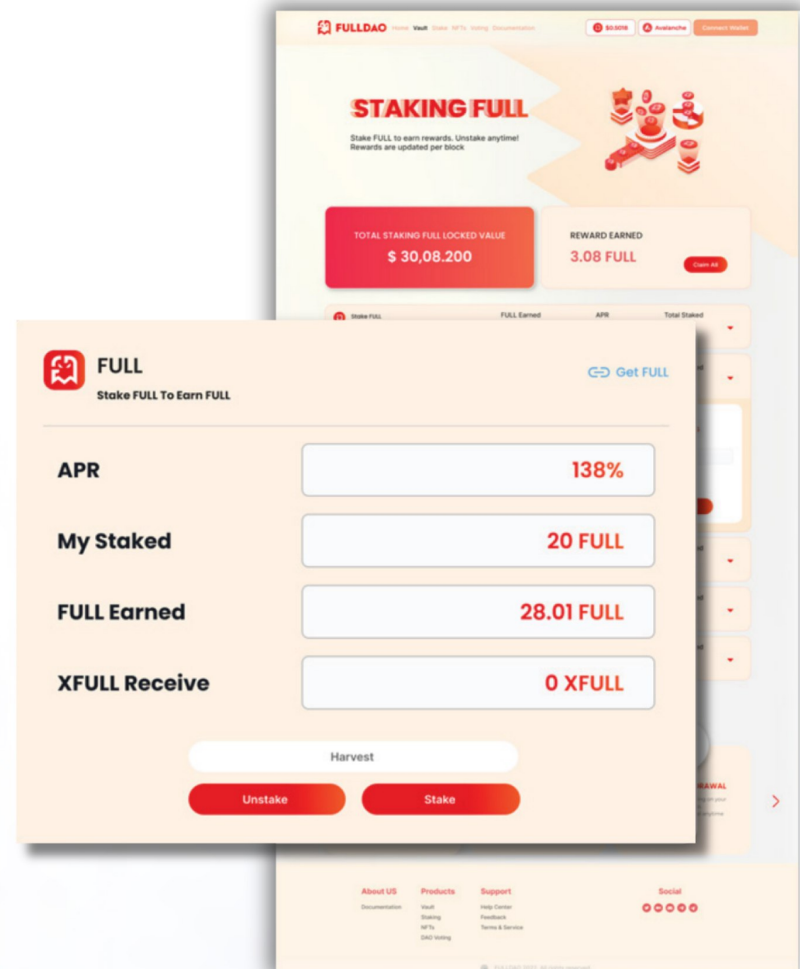 FULLDAO Home Vault Stake NFTs Voting Documentation $0.5018 Avalanche Connect Wallet
STAKING FULL
Stake FULL to earn rewards. Unstake anytime!
Rewards are updated per block
TOTAL STAKING FULL LOCKED VALUE
$ 30,08.200
REWARD EARNED
3.08 FULL
Claim All
Stake FULL FULL Earned APR Total Staked
FULL
Stake FULL To Earn FULL
Get FULL
APR
138%
My Staked
20 FULL
FULL Earned
28.01 FULL
XFULL Receive
0 XFULL
Harvest
Unstake
Stake
About US Products Support Social
Documentation Vault Help Center
Staking Feedback
NFTs Terms & Service
DAO Voting